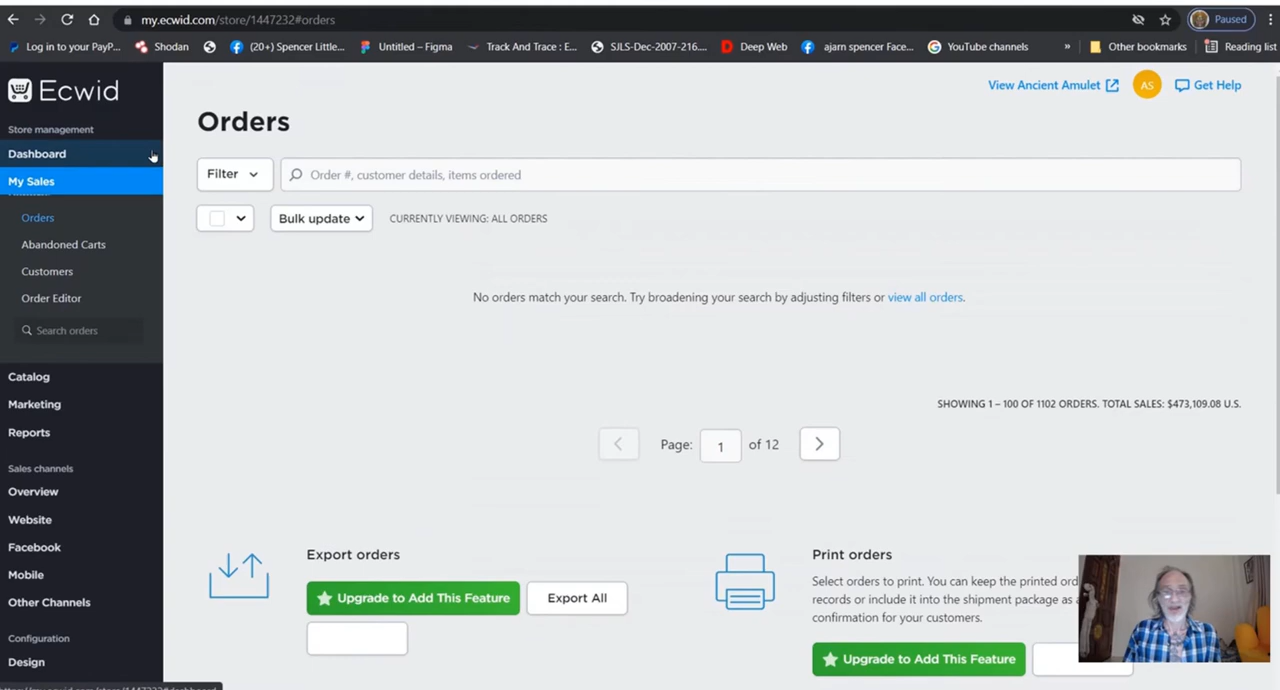 my.ecwid.com/store/1447232#orders
Paused
Log in to your PayP...
Shodan
(20+) Spencer Little...
Untitled – Figma
Track And Trace : E...
SJLS-Dec-2007-216....
Deep Web
ajarn spencer Face...
YouTube channels
»
Other bookmarks
Reading list
Ecwid
View Ancient Amulet
AS
Get Help
Store management
Dashboard
My Sales
Orders
Abandoned Carts
Customers
Order Editor
Search orders
Catalog
Marketing
Reports
Sales channels
Overview
Website
Facebook
Mobile
Other Channels
Configuration
Design
Orders
Filter
Order #, customer details, items ordered
Bulk update
CURRENTLY VIEWING: ALL ORDERS
No orders match your search. Try broadening your search by adjusting filters or view all orders.
SHOWING 1 – 100 OF 1102 ORDERS. TOTAL SALES: $473,109.08 U.S.
Page: 1 of 12
Export orders
Upgrade to Add This Feature
Export All
Print orders
Select orders to print. You can keep the printed ord
records or include it into the shipment package as
confirmation for your customers.
Upgrade to Add This Feature